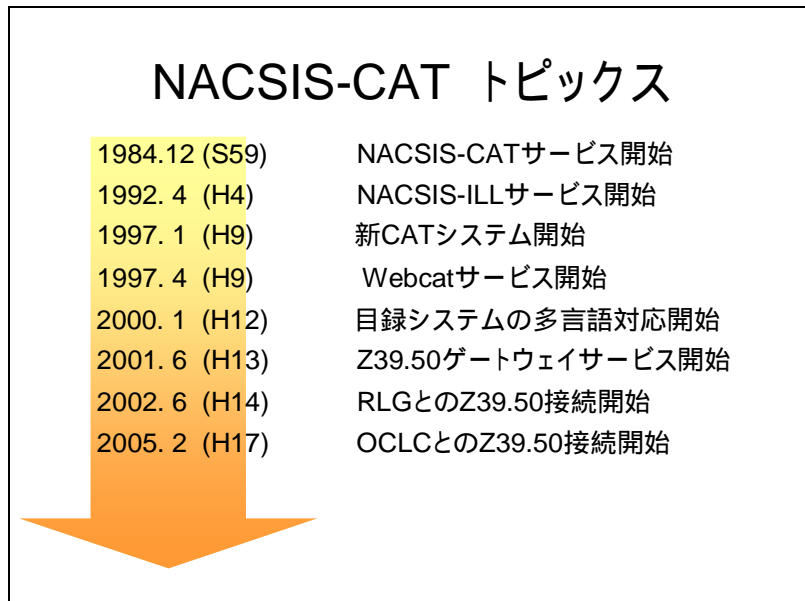 NACSIS-CAT トピックス
1984.12 (S59) NACSIS-CATサービス開始
1992. 4 (H4) NACSIS-ILLサービス開始
1997. 1 (H9) 新CATシステム開始
1997. 4 (H9) Webcatサービス開始
2000. 1 (H12) 目録システムの多言語対応開始
2001. 6 (H13) Z39.50ゲートウェイサービス開始
2002. 6 (H14) RLGとのZ39.50接続開始
2005. 2 (H17) OCLCとのZ39.50接続開始